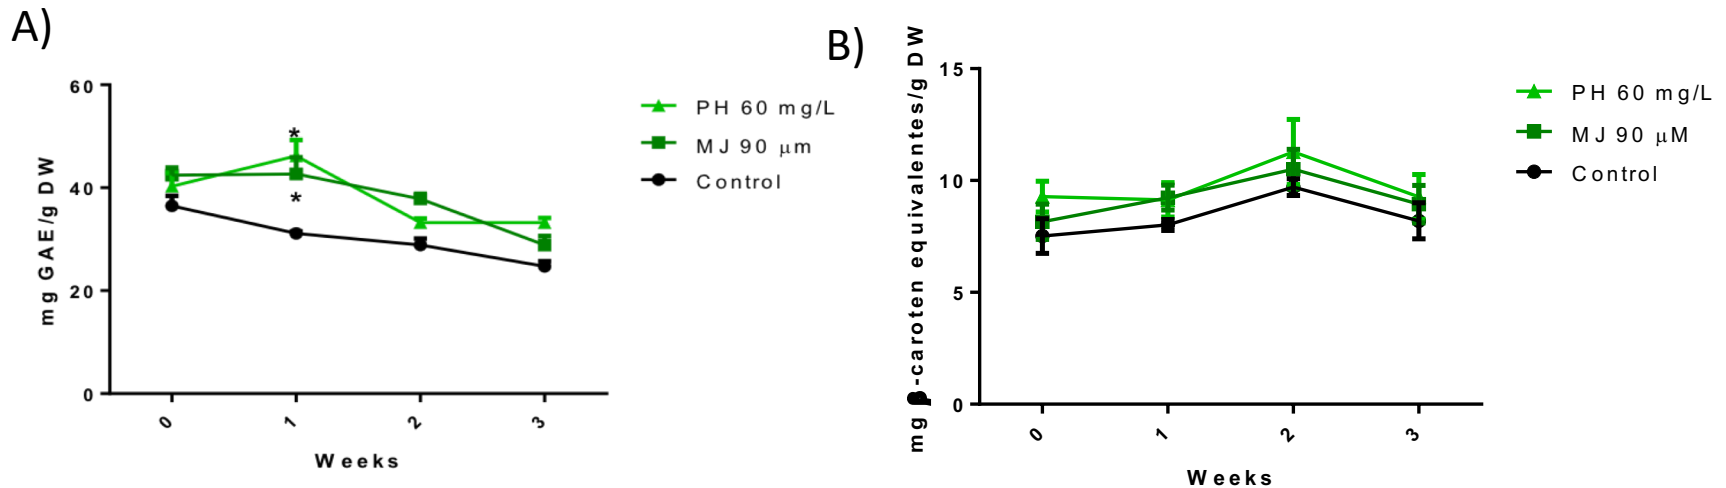 A)
mg GAE/g DW
60
40
20
0
*
*
0
1
2
3
Weeks
PH 60 mg/L
MJ 90 μm
Control
B)
mg β-caroten equivalentes/g DW
15
10
5
0
0
1
2
3
Weeks
PH 60 mg/L
MJ 90 μM
Control